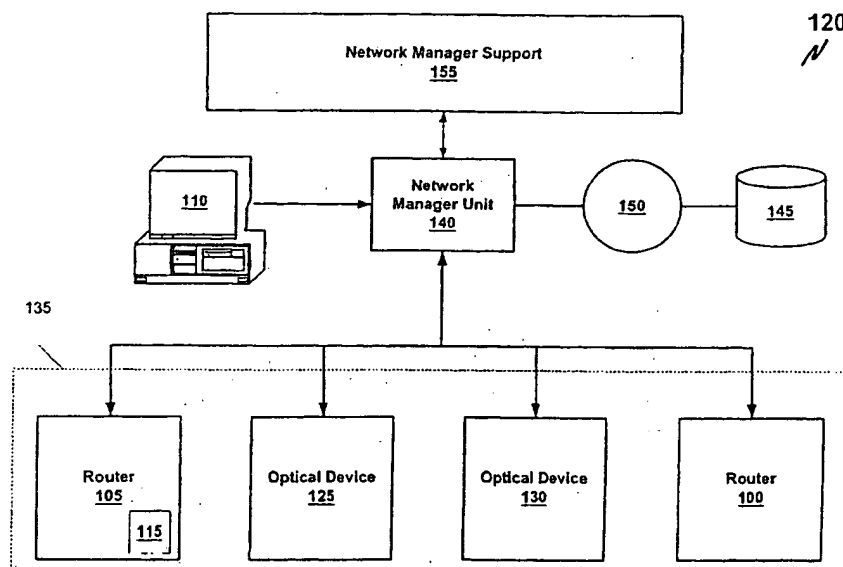 120
Network Manager Support
155
110
Network
Manager Unit
140
150
145
135
Router
105
115
Optical Device
125
Optical Device
130
Router
100